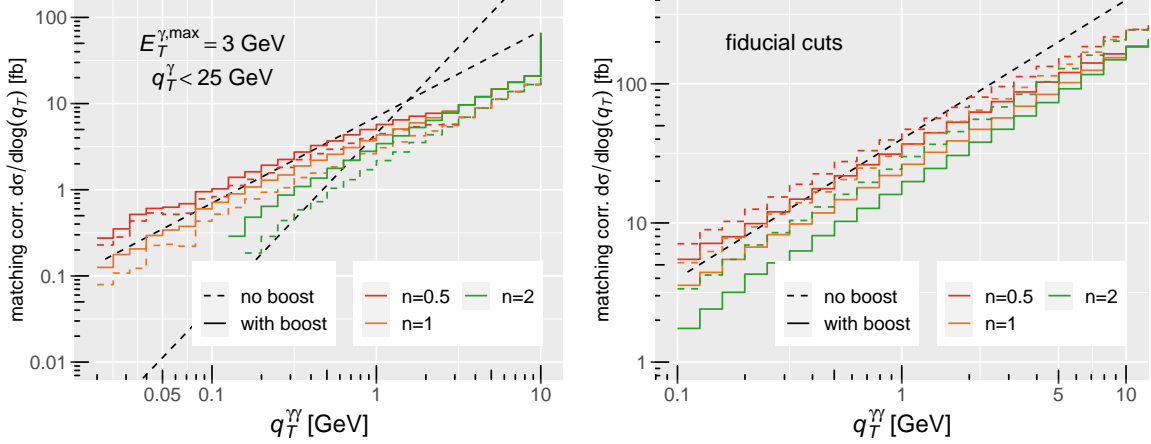 matching corr. dσ/dlog(q_T) [fb]
100
10
1
0.1
0.01
E_T^{γ,max} = 3 GeV
q_T^γ < 25 GeV
no boost
with boost
n=0.5
n=1
n=2
0.05
0.1
1
10
q_T^{γγ} [GeV]
matching corr. dσ/dlog(q_T) [fb]
100
10
1
fiducial cuts
no boost
with boost
n=0.5
n=1
n=2
0.1
1
5
10
q_T^{γγ} [GeV]